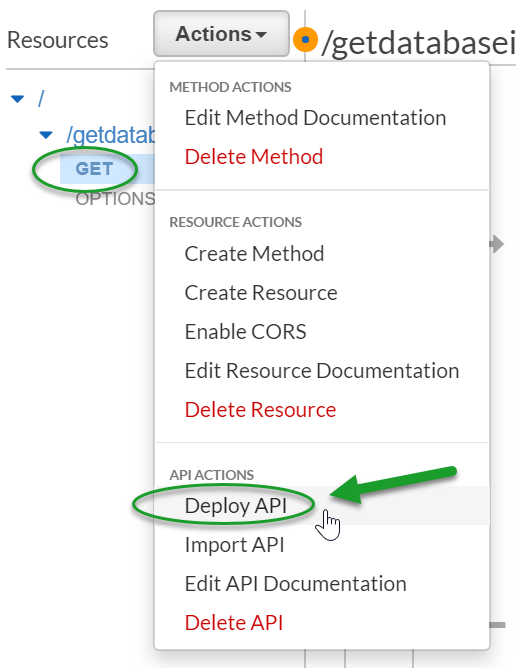 Resources
Actions
/getdatabasei
/
/getdatab
GET
OPTIONS
METHOD ACTIONS
Edit Method Documentation
Delete Method
RESOURCE ACTIONS
Create Method
Create Resource
Enable CORS
Edit Resource Documentation
Delete Resource
API ACTIONS
Deploy API
Import API
Edit API Documentation
Delete API